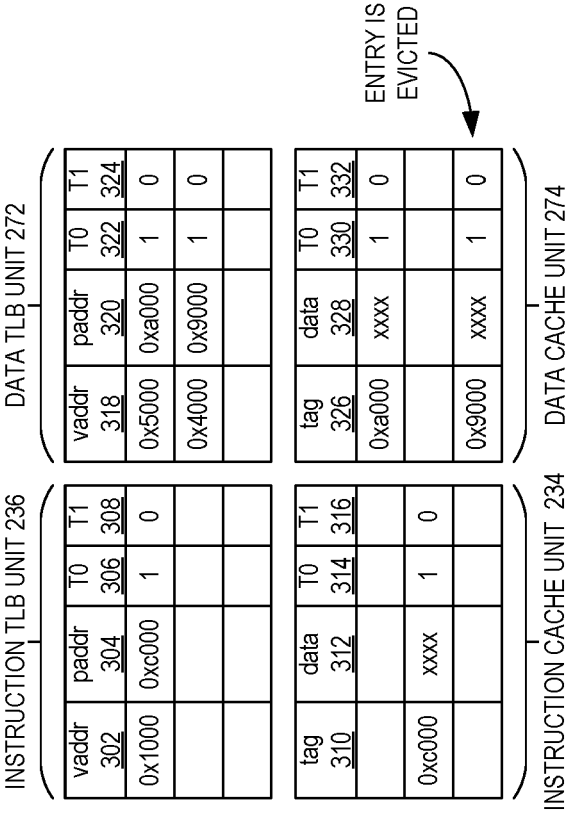 INSTRUCTION TLB UNIT 236
vaddr 302 paddr 304 T0 306 T1 308
0x1000 0xc000 1 0
DATA TLB UNIT 272
vaddr 318 paddr 320 T0 322 T1 324
0x5000 0xa000 1 0
0x4000 0x9000 1 0
tag 310 data 312 T0 314 T1 316
0xc000 xxxx 1 0
INSTRUCTION CACHE UNIT 234
tag 326 data 328 T0 330 T1 332
0xa000 xxxx 1 0
0x9000 xxxx 1 0
DATA CACHE UNIT 274
ENTRY IS
EVICTED